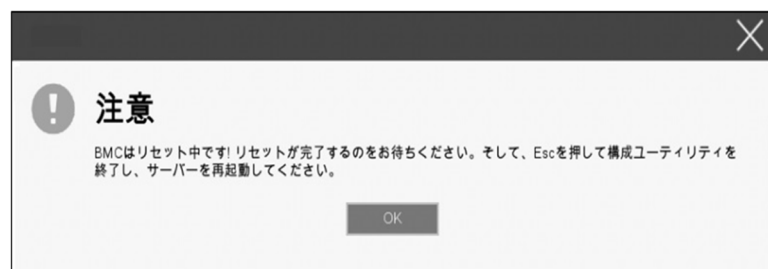 注意
BMCはリセット中です! リセットが完了するのをお待ちください。そして、Escを押して構成ユーティリティを
終了し、サーバーを再起動してください。
OK